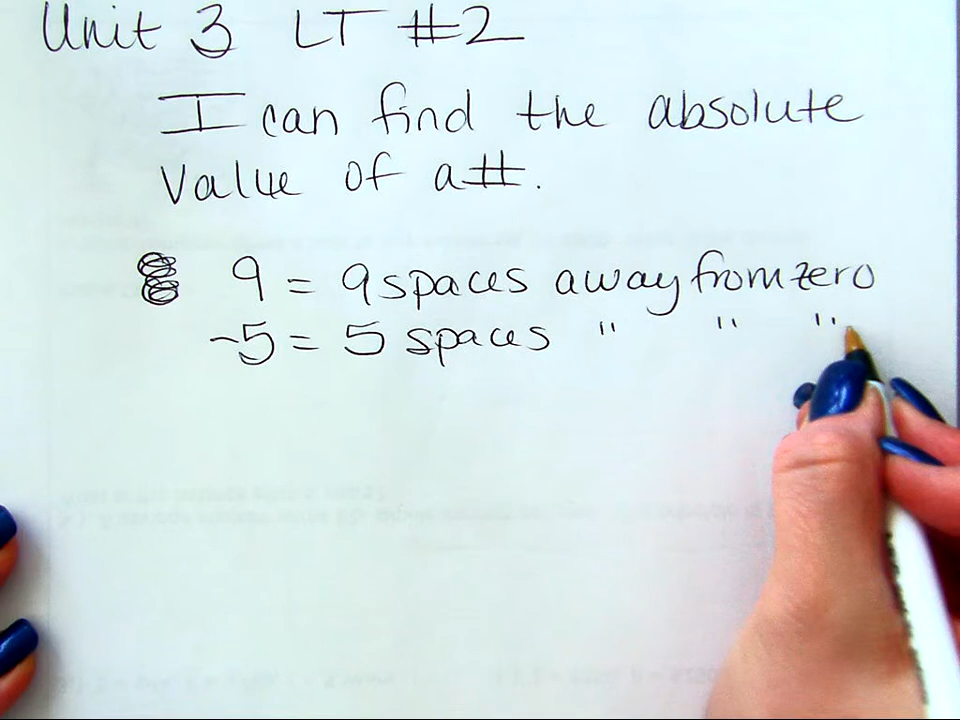 Unit 3 LT #2
I can find the absolute
value of a #.
9 = 9 spaces away from zero
-5 = 5 spaces " " "